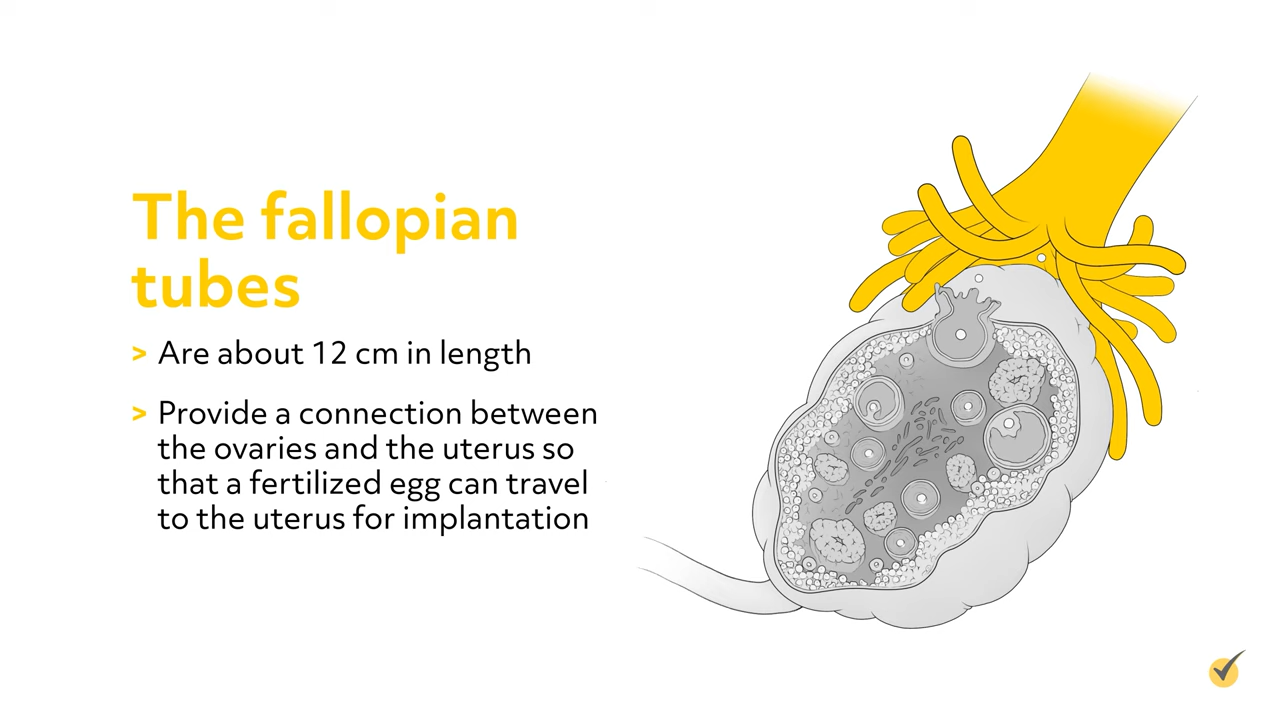 The fallopian
tubes
> Are about 12 cm in length
> Provide a connection between
the ovaries and the uterus so
that a fertilized egg can travel
to the uterus for implantation